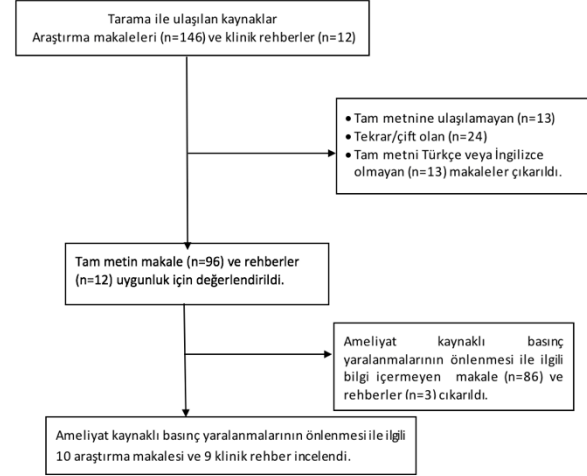 Tarama ile ulaşılan kaynaklar
Araştırma makaleleri (n=146) ve klinik rehberler (n=12)
• Tam metnine ulaşılamayan (n=13)
• Tekrar/çift olan (n=24)
• Tam metni Türkçe veya İngilizce
olmayan (n=13) makaleler çıkarıldı.
Tam metin makale (n=96) ve rehberler
(n=12) uygunluk için değerlendirildi.
Ameliyat kaynaklı basınç
yaralanmalarının önlenmesi ile ilgili
bilgi içermeyen makale (n=86) ve
rehberler (n=3) çıkarıldı.
Ameliyat kaynaklı basınç yaralanmalarının önlenmesi ile ilgili
10 araştırma makalesi ve 9 klinik rehber incelendi.